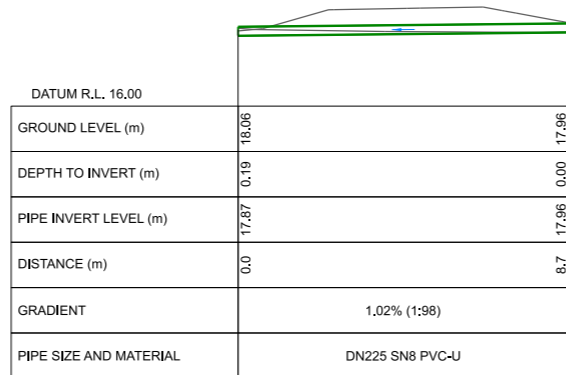 DATUM R.L. 16.00
GROUND LEVEL (m) 18.06 17.96
DEPTH TO INVERT (m) 0.19 0.00
PIPE INVERT LEVEL (m) 17.87 17.96
DISTANCE (m) 0.0 8.7
GRADIENT 1.02% (1:98)
PIPE SIZE AND MATERIAL DN225 SN8 PVC-U